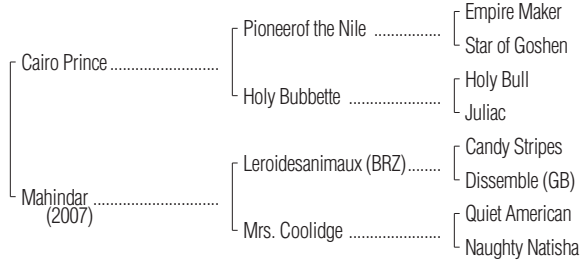 Empire Maker
Pioneerof the Nile ..................
Star of Goshen
Cairo Prince ........................
Holy Bull
Holy Bubbette .....................
Juliac
Candy Stripes
Leroidesanimaux (BRZ)........
Dissemble (GB)
Mahindar ...........................
(2007)
Quiet American
Mrs. Coolidge .....................
Naughty Natisha